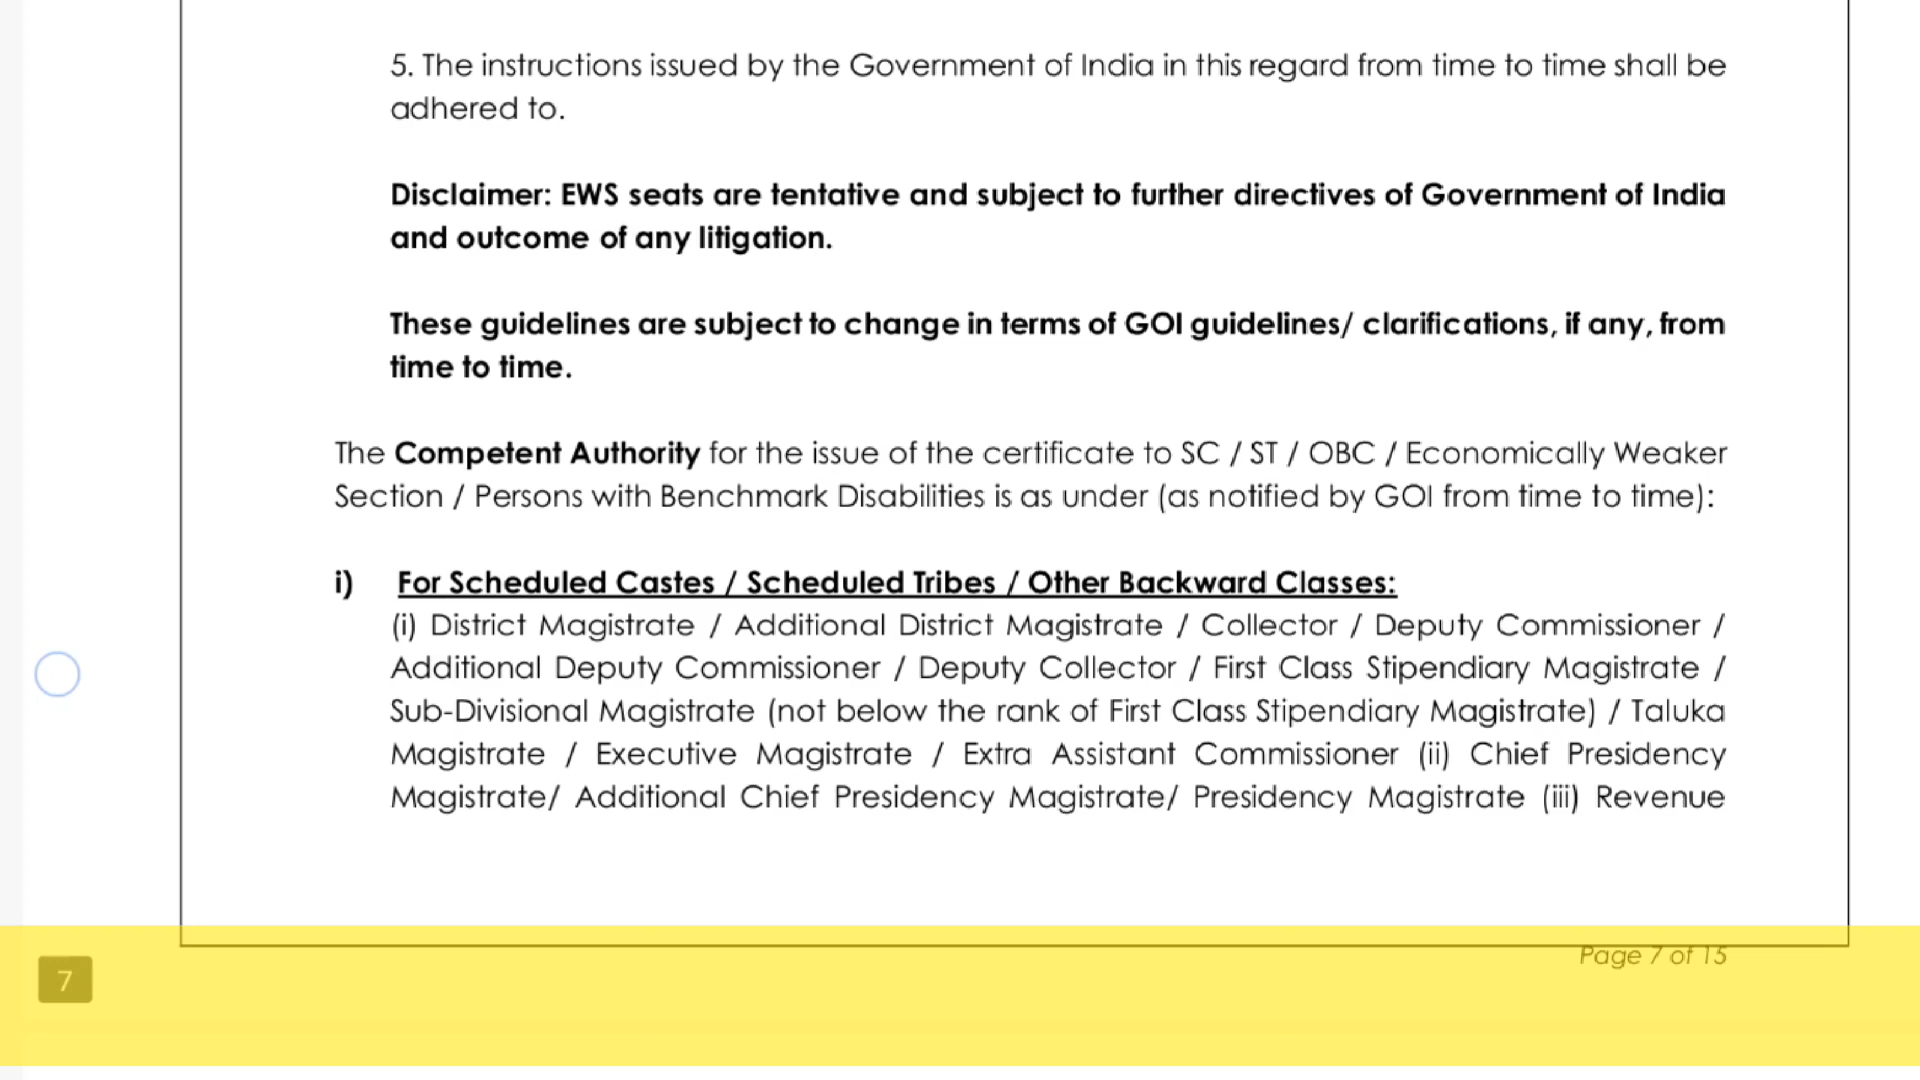 5. The instructions issued by the Government of India in this regard from time to time shall be
adhered to.
Disclaimer: EWS seats are tentative and subject to further directives of Government of India
and outcome of any litigation.
These guidelines are subject to change in terms of GOI guidelines/ clarifications, if any, from
time to time.
The Competent Authority for the issue of the certificate to SC / ST / OBC / Economically Weaker
Section / Persons with Benchmark Disabilities is as under (as notified by GOI from time to time):
i) For Scheduled Castes / Scheduled Tribes / Other Backward Classes:
(i) District Magistrate / Additional District Magistrate / Collector / Deputy Commissioner /
Additional Deputy Commissioner / Deputy Collector / First Class Stipendiary Magistrate /
Sub-Divisional Magistrate (not below the rank of First Class Stipendiary Magistrate) / Taluka
Magistrate / Executive Magistrate / Extra Assistant Commissioner (ii) Chief Presidency
Magistrate/ Additional Chief Presidency Magistrate/ Presidency Magistrate (iii) Revenue
Page 7 of 15
7